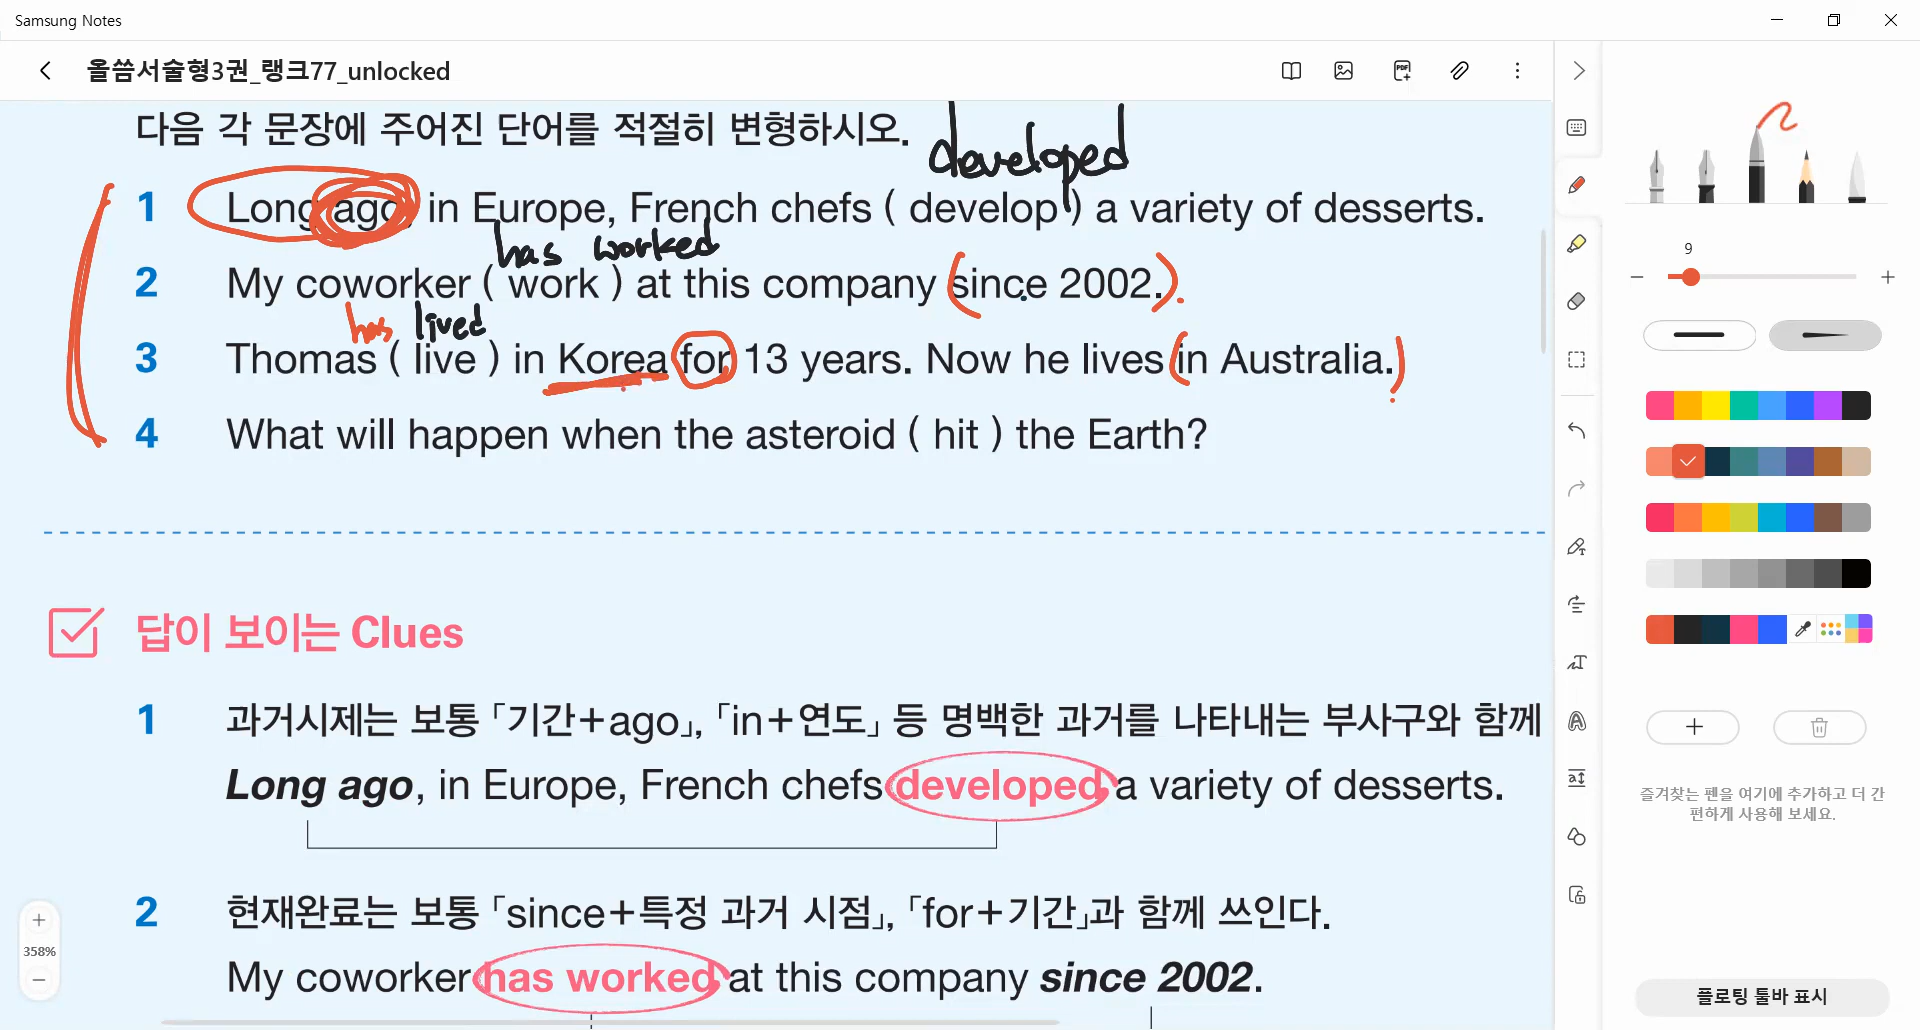 Samsung Notes
올씀서술형3권_랭크77_unlocked
다음 각 문장에 주어진 단어를 적절히 변형하시오.
developed
1 Long ago, in Europe, French chefs ( develop ) a variety of desserts.
has worked
2 My coworker ( work ) at this company since 2002.
has lived
3 Thomas ( live ) in Korea for 13 years. Now he lives in Australia.
4 What will happen when the asteroid ( hit ) the Earth?
답이 보이는 Clues
1 과거시제는 보통 「기간+ago」, 「in+연도」 등 명백한 과거를 나타내는 부사구와 함께
Long ago, in Europe, French chefs developed a variety of desserts.
2 현재완료는 보통 「since+특정 과거 시점」, 「for+기간」과 함께 쓰인다.
My coworker has worked at this company since 2002.
358%
PDF
9
즐겨찾는 펜을 여기에 추가하고 더 간
편하게 사용해 보세요.
플로팅 툴바 표시